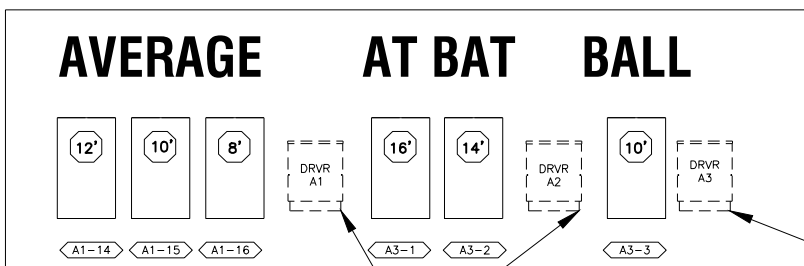 AVERAGE AT BAT BALL
12' 10' 8' DRVR A1 16' 14' DRVR A2 10' DRVR A3
A1-14 A1-15 A1-16 A3-1 A3-2 A3-3